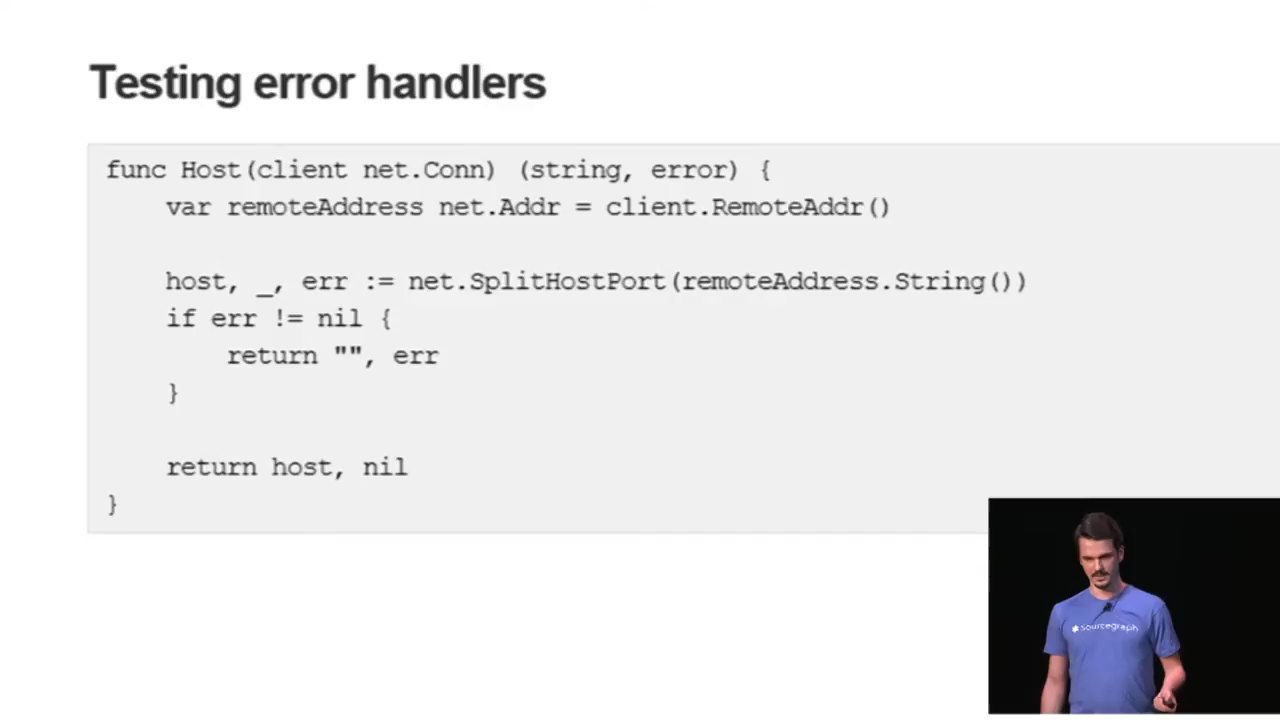 Testing error handlers
func Host(client net.Conn) (string, error) {
    var remoteAddress net.Addr = client.RemoteAddr()
    host, _, err := net.SplitHostPort(remoteAddress.String())
    if err != nil {
        return "", err
    }
    return host, nil
}
sourcegraph